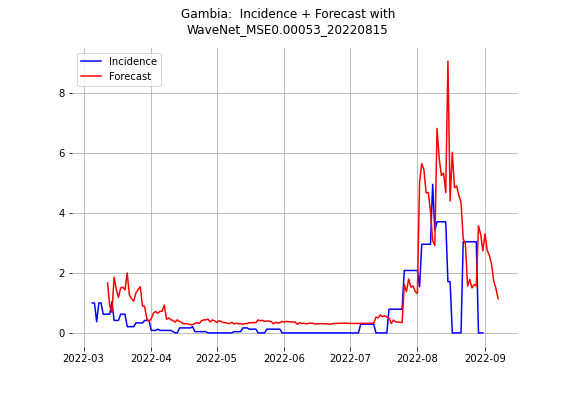 Gambia:  Incidence + Forecast with
WaveNet_MSE0.00053_20220815
Incidence
Forecast
8
6
4
2
0
2022-03 2022-04 2022-05 2022-06 2022-07 2022-08 2022-09